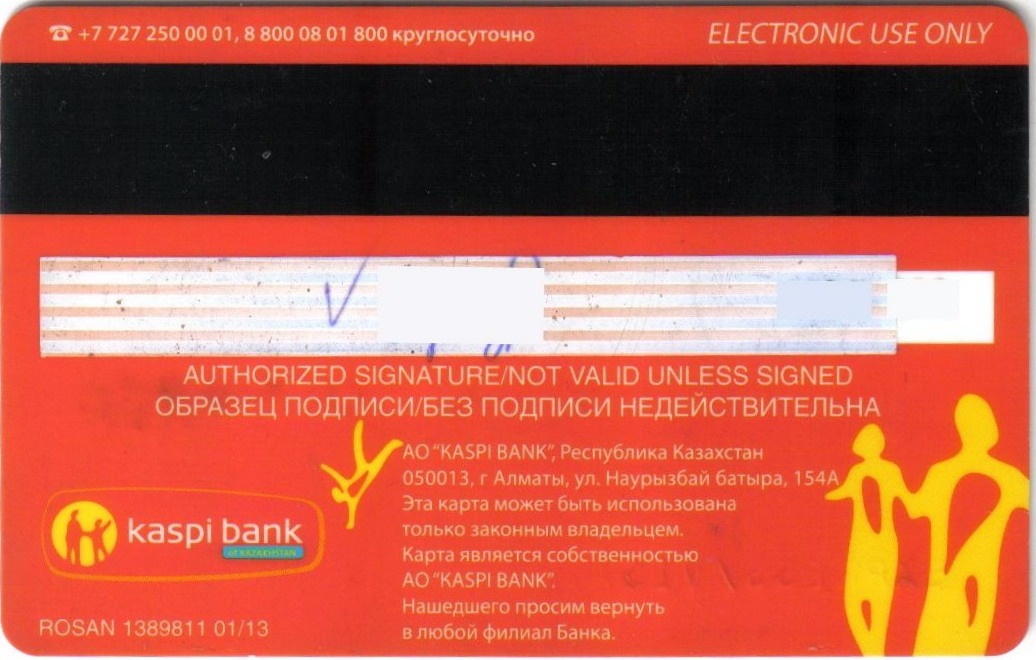 ☎ +7 727 250 00 01, 8 800 08 01 800 круглосуточно
ELECTRONIC USE ONLY
AUTHORIZED SIGNATURE/NOT VALID UNLESS SIGNED
ОБРАЗЕЦ ПОДПИСИ/БЕЗ ПОДПИСИ НЕДЕЙСТВИТЕЛЬНА
АО "KASPI BANK", Республика Казахстан
050013, г Алматы, ул. Наурызбай батыра, 154А
Эта карта может быть использована
только законным владельцем.
Карта является собственностью
АО "KASPI BANK".
Нашедшего просим вернуть
в любой филиал Банка.
kaspi bank
of KAZAKHSTAN
ROSAN 1389811 01/13